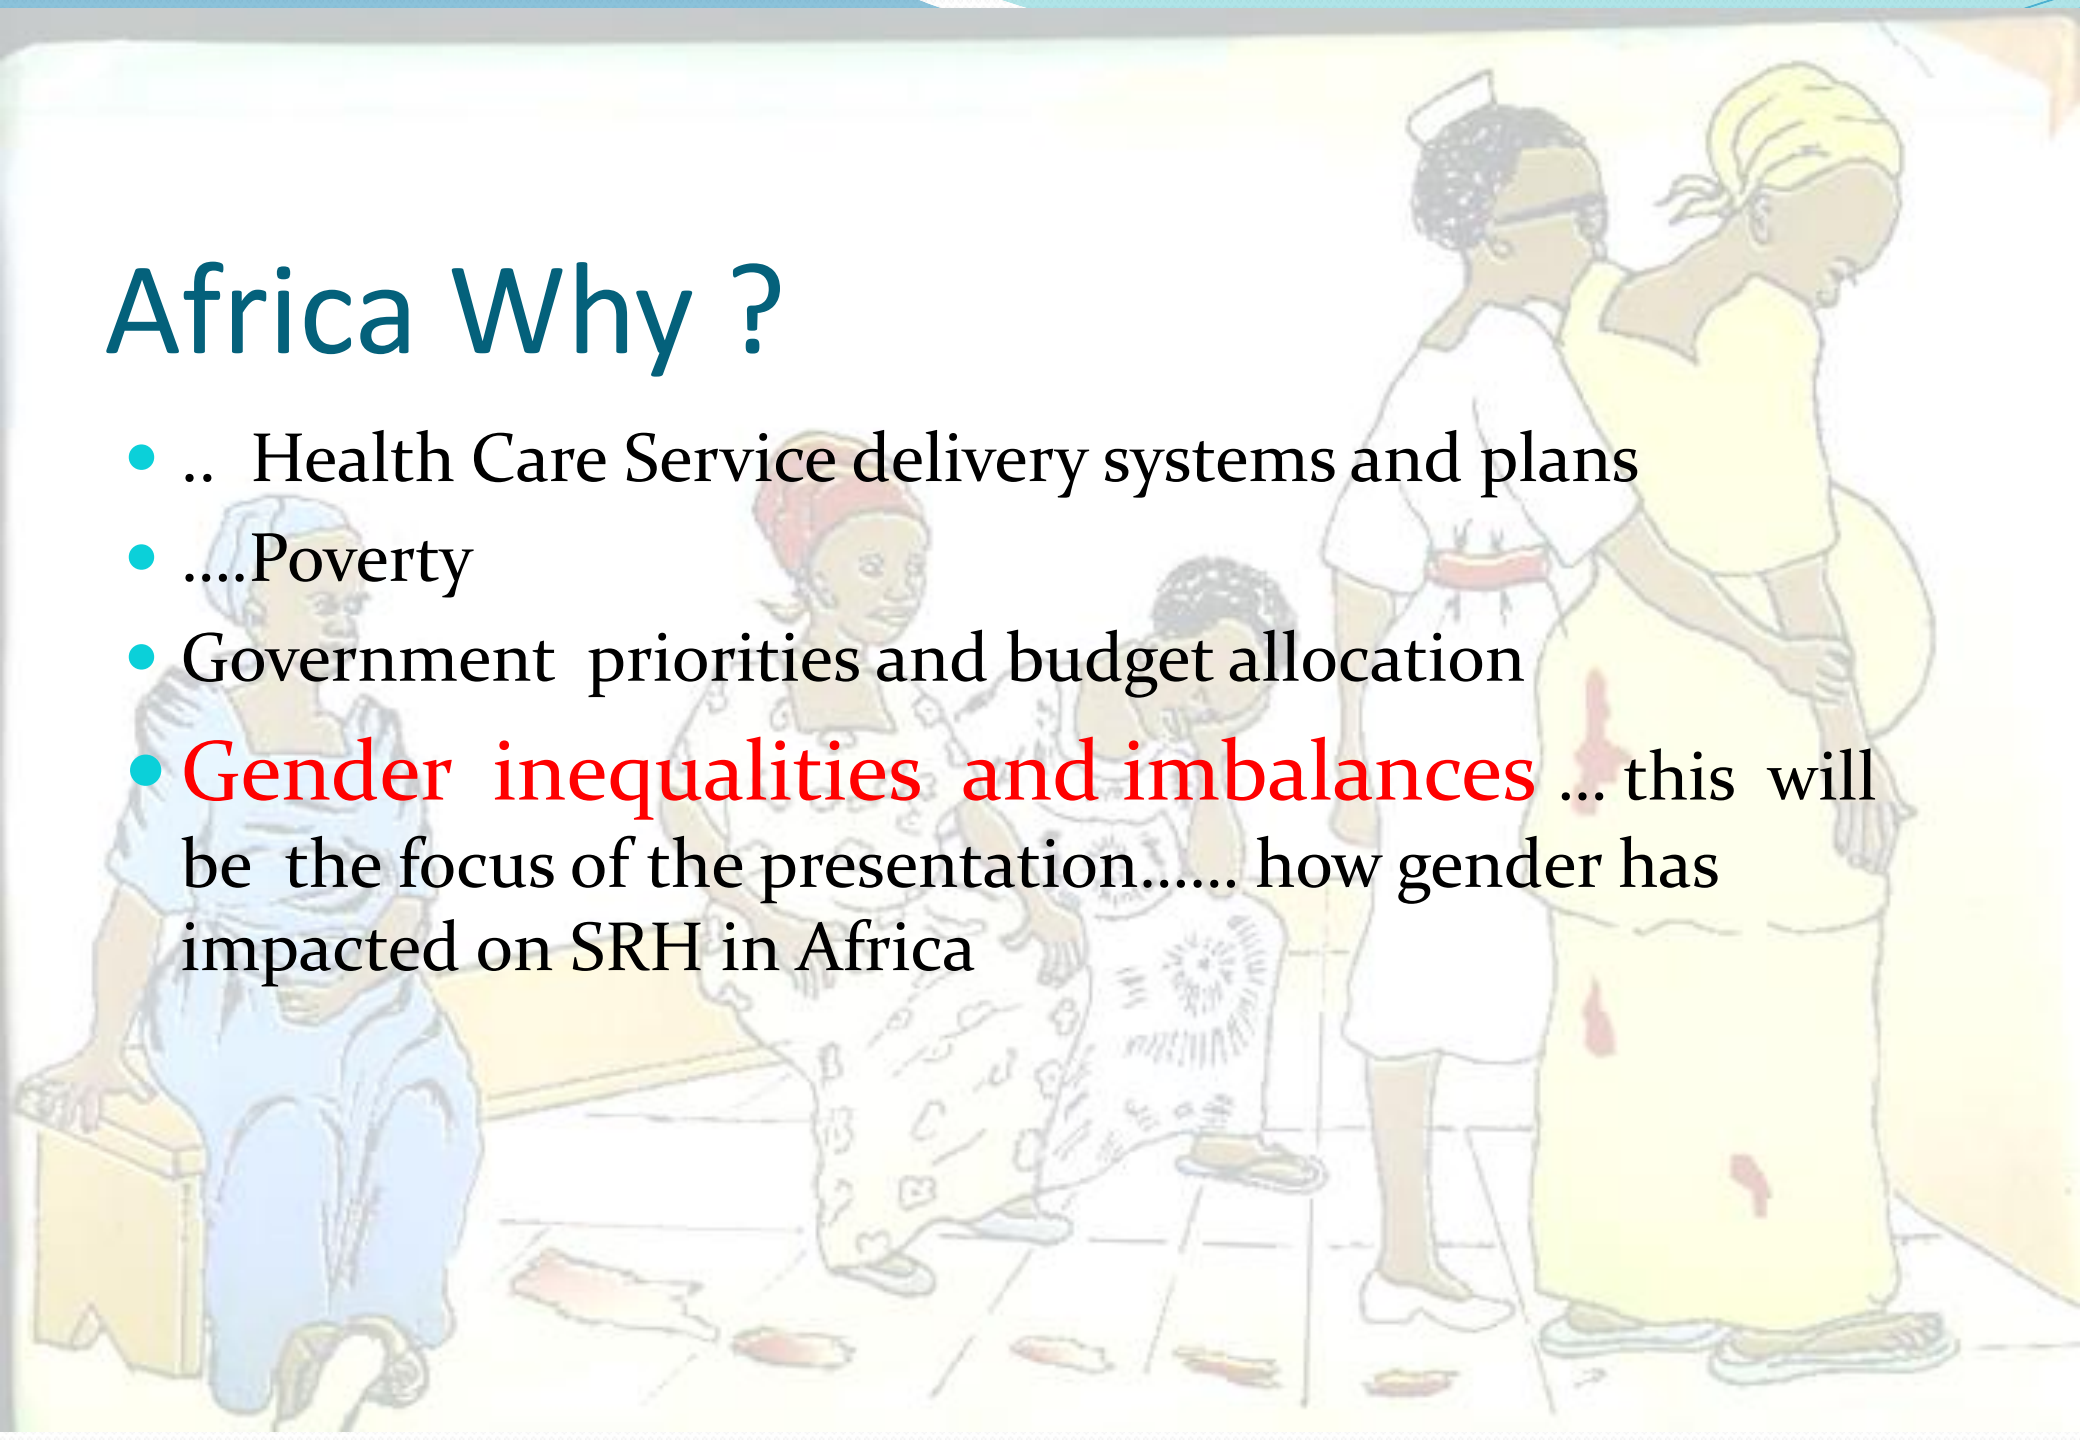 Africa Why ?
.. Health Care Service delivery systems and plans
....Poverty
Government priorities and budget allocation
Gender inequalities and imbalances ... this will
be the focus of the presentation...... how gender has
impacted on SRH in Africa